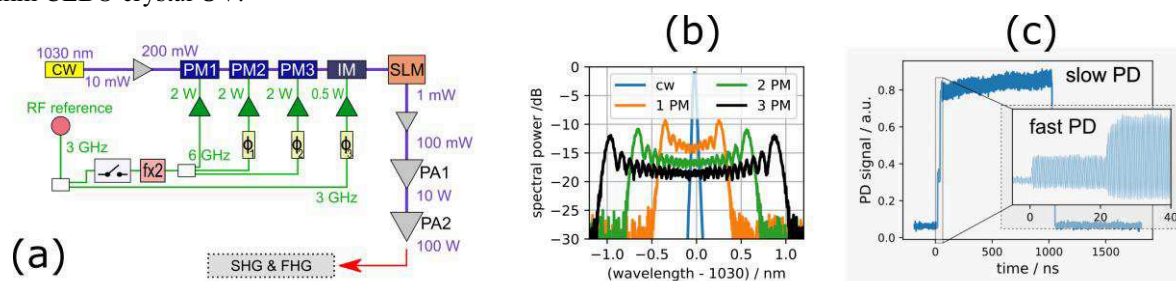 (a)
1030 nm
CW
10 mW
200 mW
PM1
PM2
PM3
IM
SLM
2 W
2 W
2 W
0.5 W
1 mW
RF reference
3 GHz
fx2
6 GHz
ϕ1
ϕ2
3 GHz
100 mW
PA1
10 W
PA2
100 W
SHG & FHG
(b)
spectral power /dB
0
−5
−10
−15
−20
−25
−30
cw
1 PM
2 PM
3 PM
−1.0
−0.5
0.0
0.5
1.0
(wavelength - 1030) / nm
(c)
PD signal / a.u.
0.8
0.6
0.4
0.2
0.0
slow PD
fast PD
0
20
40
0
500
1000
1500
time / ns